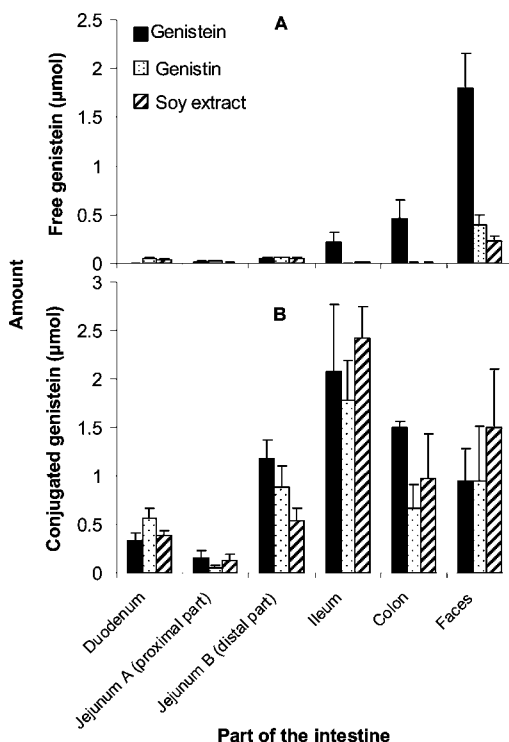 A
Genistein
Genistin
Soy extract
Free genistein (µmol)
2.5
2
1.5
1
0.5
0
Amount
B
Conjugated genistein (µmol)
3
2.5
2
1.5
1
0.5
0
Duodenum
Jejunum A (proximal part)
Jejunum B (distal part)
Ileum
Colon
Faces
Part of the intestine